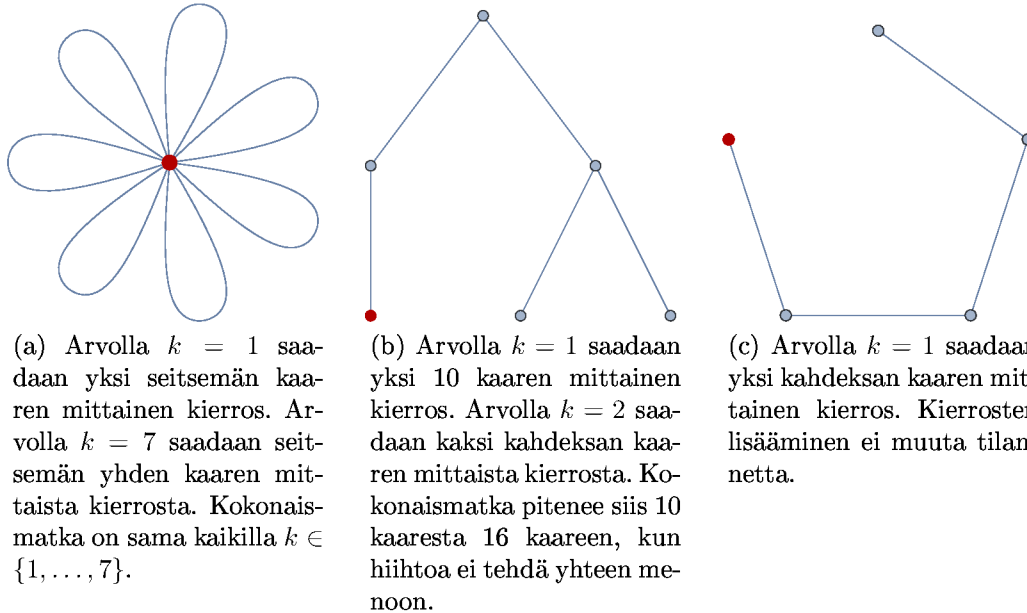 (a) Arvolla k = 1 saa-
daan yksi seitsemän kaa-
ren mittainen kierros. Ar-
volla k = 7 saadaan seit-
semän yhden kaaren mit-
taista kierrosta. Kokonais-
matka on sama kaikilla k ∈
{1, . . . , 7}.
(b) Arvolla k = 1 saadaan
yksi 10 kaaren mittainen
kierros. Arvolla k = 2 saa-
daan kaksi kahdeksan kaa-
ren mittaista kierrosta. Ko-
konaismatka pitenee siis 10
kaaresta 16 kaareen, kun
hiihtoa ei tehdä yhteen me-
noon.
(c) Arvolla k = 1 saadaan
yksi kahdeksan kaaren mit-
tainen kierros. Kierrosten
lisääminen ei muuta tilan-
netta.